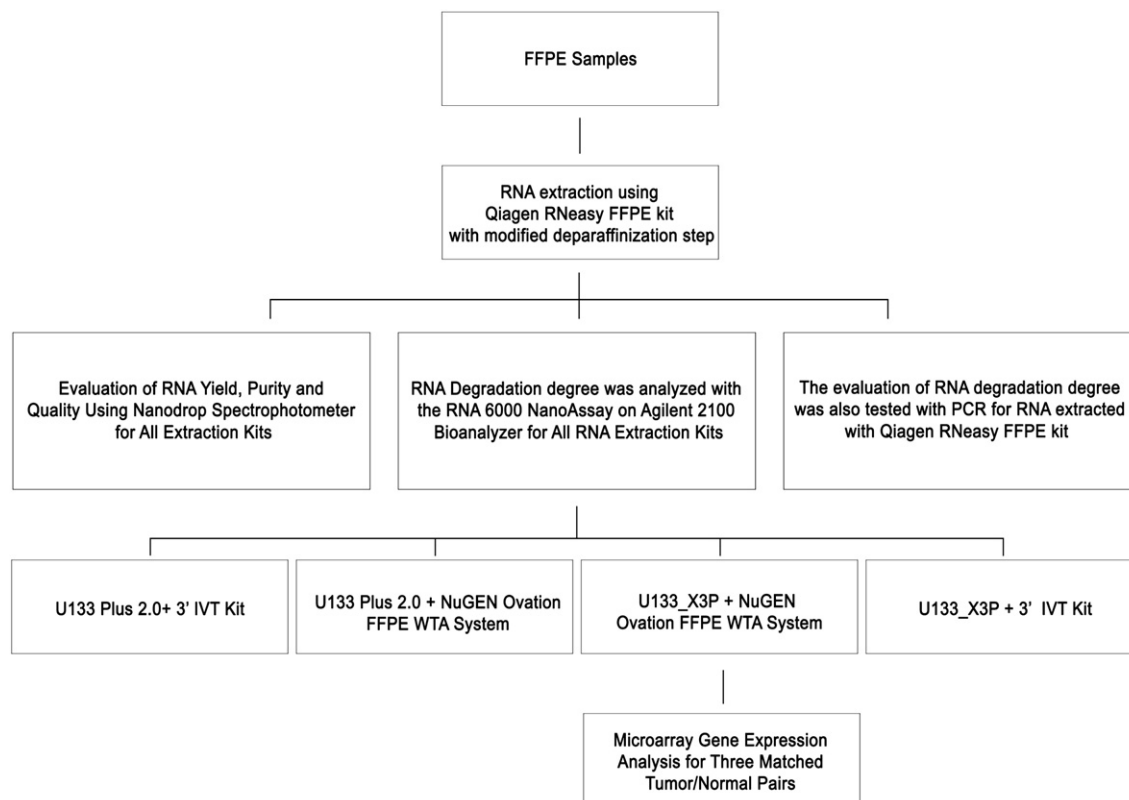 FFPE Samples
RNA extraction using
Qiagen RNeasy FFPE kit
with modified deparaffinization step
Evaluation of RNA Yield, Purity and
Quality Using Nanodrop Spectrophotometer
for All Extraction Kits
RNA Degradation degree was analyzed with
the RNA 6000 NanoAssay on Agilent 2100
Bioanalyzer for All RNA Extraction Kits
The evaluation of RNA degradation degree
was also tested with PCR for RNA extracted
with Qiagen RNeasy FFPE kit
U133 Plus 2.0+ 3' IVT Kit
U133 Plus 2.0 + NuGEN Ovation
FFPE WTA System
U133_X3P + NuGEN
Ovation FFPE WTA System
U133_X3P + 3' IVT Kit
Microarray Gene Expression
Analysis for Three Matched
Tumor/Normal Pairs